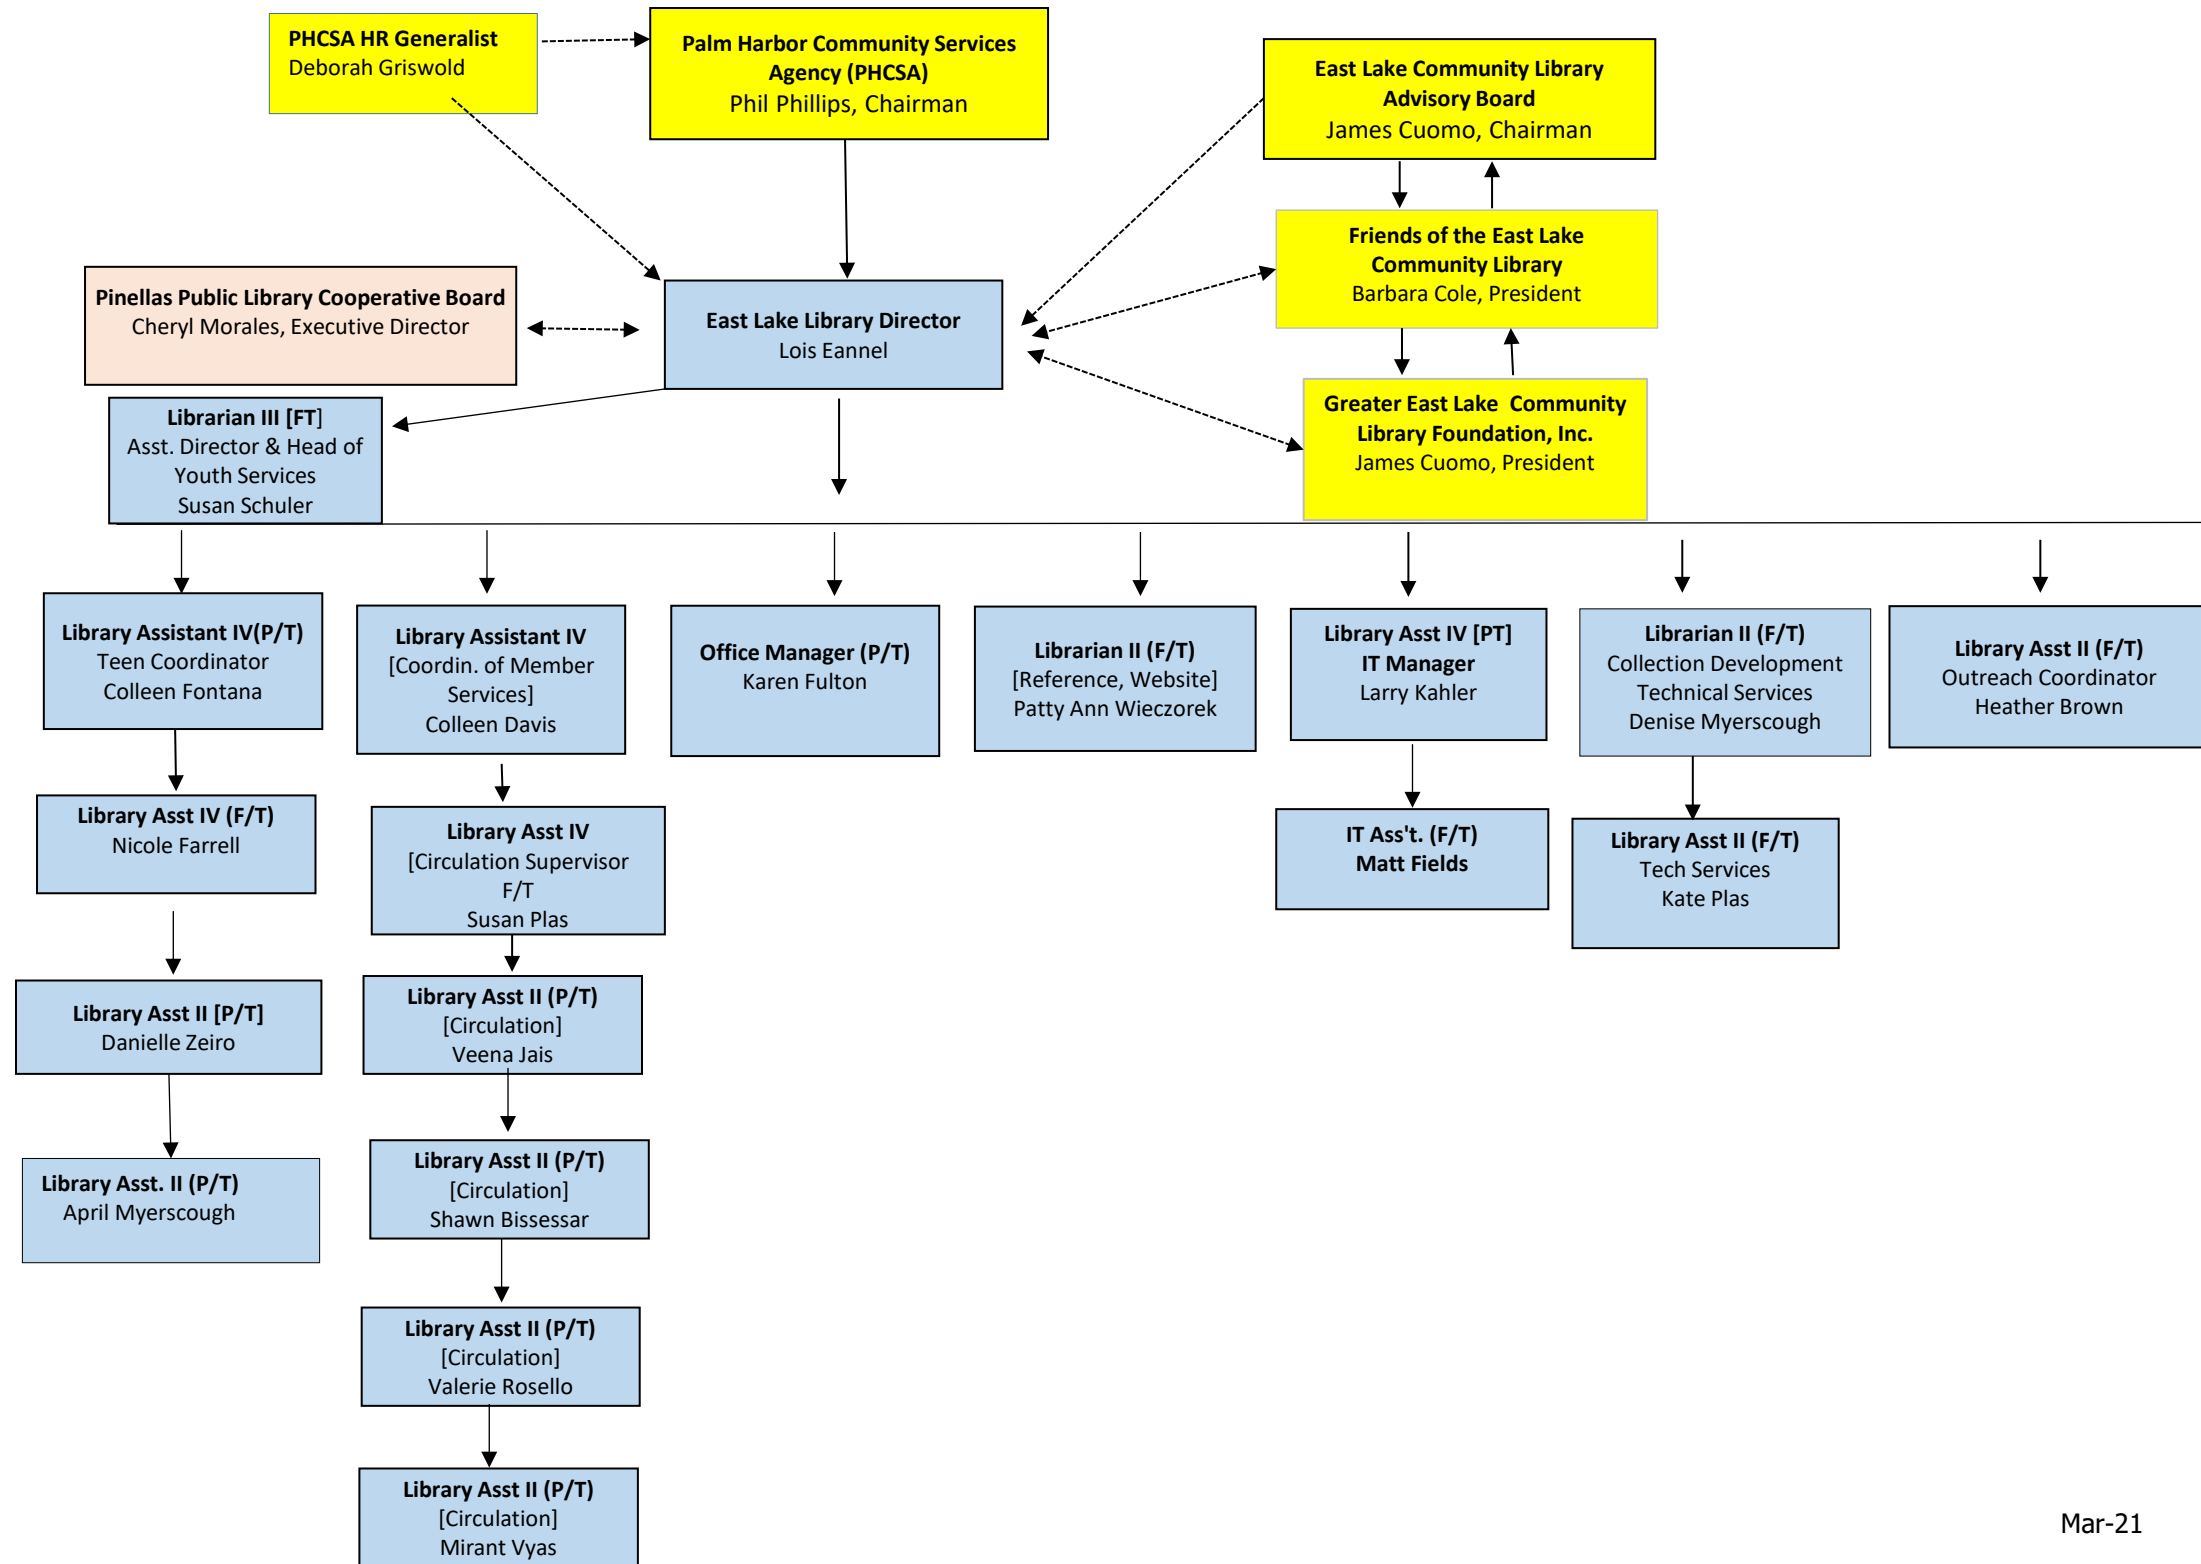 PHCSA HR Generalist
Deborah Griswold
Palm Harbor Community Services
Agency (PHCSA)
Phil Phillips, Chairman
East Lake Community Library
Advisory Board
James Cuomo, Chairman
Friends of the East Lake
Community Library
Barbara Cole, President
Pinellas Public Library Cooperative Board
Cheryl Morales, Executive Director
East Lake Library Director
Lois Eannel
Greater East Lake Community
Library Foundation, Inc.
James Cuomo, President
Librarian III [FT]
Asst. Director & Head of
Youth Services
Susan Schuler
Library Assistant IV(P/T)
Teen Coordinator
Colleen Fontana
Library Assistant IV
[Coordin. of Member
Services]
Colleen Davis
Office Manager (P/T)
Karen Fulton
Librarian II (F/T)
[Reference, Website]
Patty Ann Wieczorek
Library Asst IV [PT]
IT Manager
Larry Kahler
Librarian II (F/T)
Collection Development
Technical Services
Denise Myerscough
Library Asst II (F/T)
Outreach Coordinator
Heather Brown
Library Asst IV (F/T)
Nicole Farrell
Library Asst IV
[Circulation Supervisor
F/T
Susan Plas
IT Ass't. (F/T)
Matt Fields
Library Asst II (F/T)
Tech Services
Kate Plas
Library Asst II [P/T]
Danielle Zeiro
Library Asst II (P/T)
[Circulation]
Veena Jais
Library Asst. II (P/T)
April Myerscough
Library Asst II (P/T)
[Circulation]
Shawn Bissessar
Library Asst II (P/T)
[Circulation]
Valerie Rosello
Library Asst II (P/T)
[Circulation]
Mirant Vyas
Mar-21